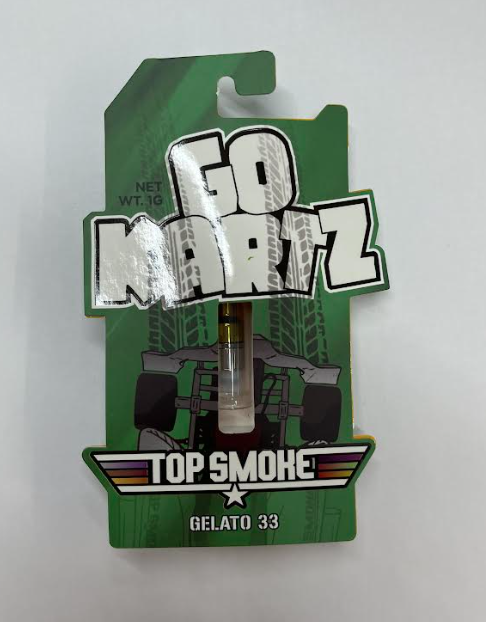 GO
KARTZ
NET
WT. 1G
TOP SMOKE
GELATO 33